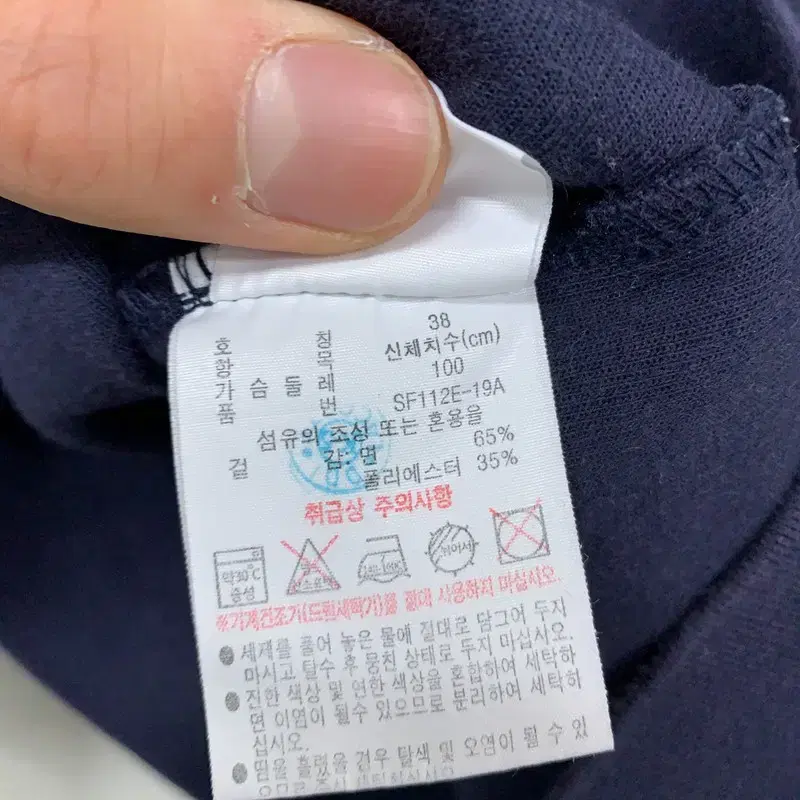 호칭 38
항목 신체치수(cm)
가슴둘레 100
품번 SF112E-19A
섬유의 조성 또는 혼용율
겉감: 면 65%
폴리에스터 35%
취급상 주의사항
약30℃
중성
뉘어서
※기계건조기(드럼세탁기)를 절대 사용하지 마십시오.
● 세제를 풀어 놓은 물에 절대로 담그어 두지
마시고 탈수 후 뭉친 상태로 두지 마십시오.
● 진한 색상 및 연한 색상을 혼합하여 세탁하
면 이염이 될수 있으므로 분리하여 세탁하
십시오.
● 땀을 흘렸을 경우 탈색 및 오염이 될 수 있